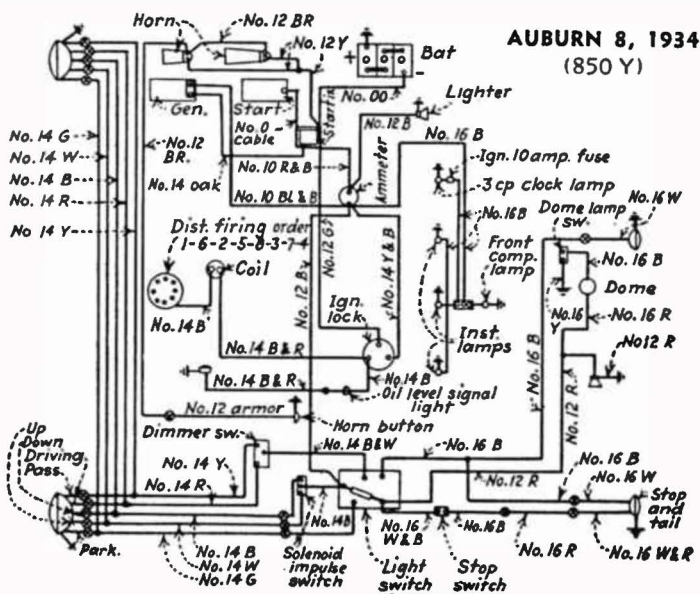 AUBURN 8, 1934
(850 Y)
Horn
No. 12 BR
No. 12 Y
Bat
+
-
Gen.
Start.
No. 0
cable
Startix
No. 00
Lighter
No. 12 B
No. 16 B
Ign. 10 amp. fuse
3 cp clock lamp
No. 14 G
No. 14 W
No. 14 B
No. 14 R
No 14 Y
No. 12
BR.
No. 14 oak
No. 10 R & B
Ammeter
No. 10 Bl & B
No. 16 B
Dome lamp
sw.
No. 16 W
Dist. firing order
1-6-2-5-8-3-7-4
No. 12 G
No. 14 Y & B
No. 12 B
Front
comp.
lamp
No. 16 B
Dome
Coil
No. 14 B
Ign.
lock
Inst
lamps
No. 16
Y
No. 16 R
No. 16 B
No 12 R
No. 12 R
No. 14 B & R
No. 14 B & R
No. 14 B
Oil level signal
light
No. 12 armor
Horn button
Dimmer sw.
No. 14 B & W
No. 16 B
Up
Down
Driving
Pass.
No. 14 Y
No. 14 R
No. 12 R
No. 16 B
No. 16 W
Stop
and
tail
Park.
No. 14 B
No. 14 W
No. 14 G
Solenoid
impulse
switch
No. 14 B
Light
switch
No. 16
W & B
Stop
switch
No. 16 B
No. 16 R
No. 16 W & R